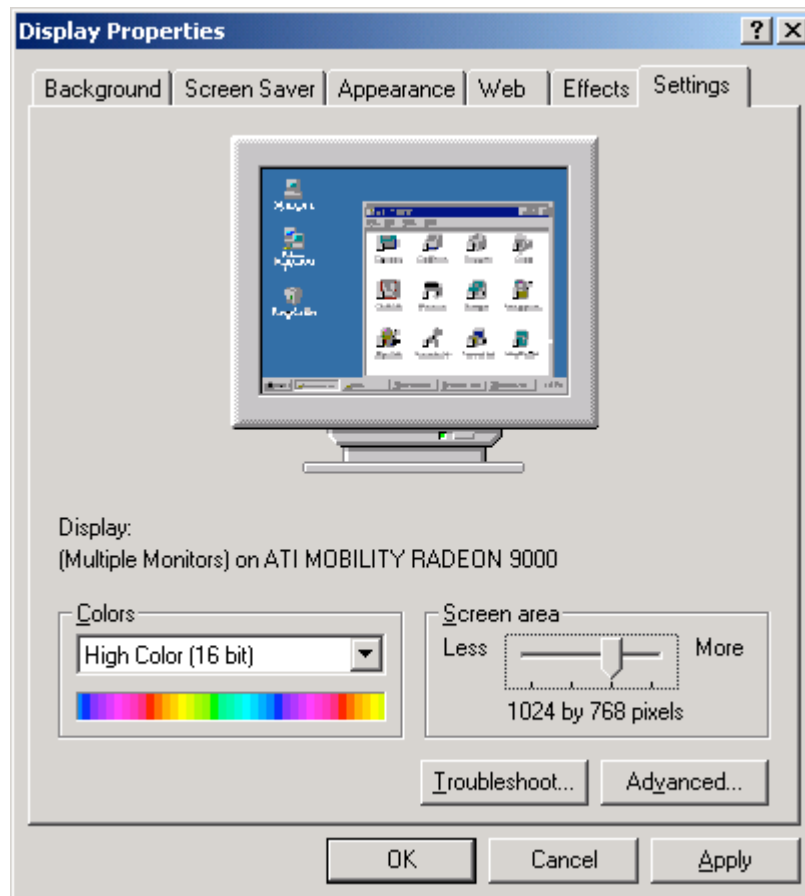 Display Properties
Background Screen Saver Appearance Web Effects Settings
Display:
(Multiple Monitors) on ATI MOBILITY RADEON 9000
Colors
High Color (16 bit)
Screen area
Less More
1024 by 768 pixels
Troubleshoot... Advanced...
OK Cancel Apply